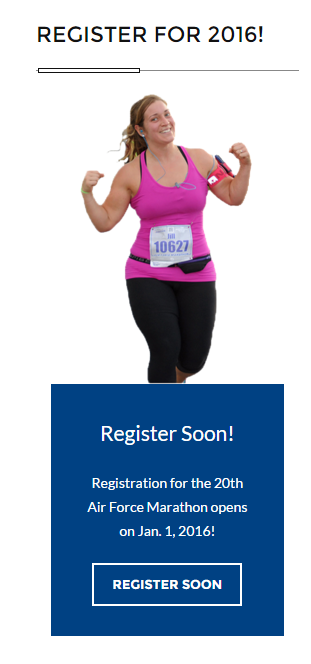 REGISTER FOR 2016!
10627
Register Soon!
Registration for the 20th
Air Force Marathon opens
on Jan. 1, 2016!
REGISTER SOON